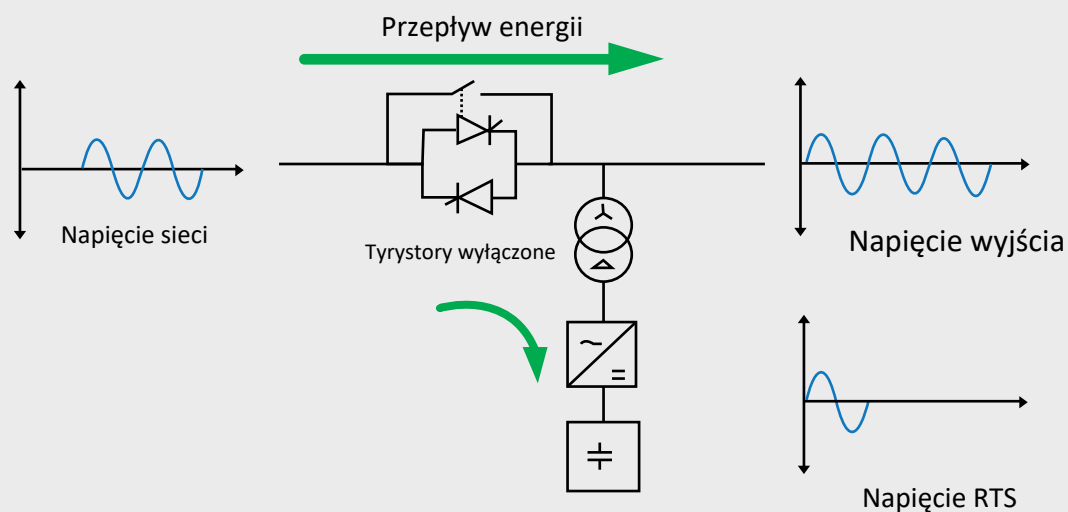 Przepływ energii
Napięcie sieci
Tyrystory wyłączone
Napięcie wyjścia
Napięcie RTS